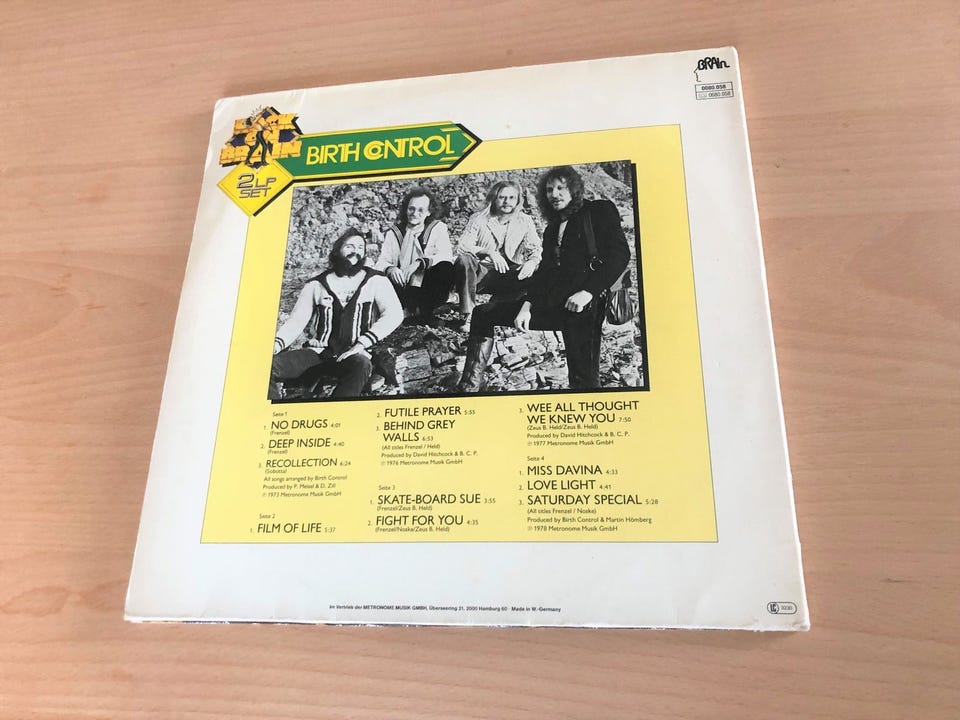 BRAIN
0080.058
0080.058
ROCK
ON
BRAIN
2 LP
SET
BIRTH CONTROL
Seite 1
1. NO DRUGS 4:01
(Frenzel)
2. DEEP INSIDE 4:40
(Frenzel)
3. RECOLLECTION 6:24
(Sobotta)
All songs arranged by Birth Control
Produced by P. Meisel & D. Zill
℗ 1973 Metronome Musik GmbH
Seite 2
1. FILM OF LIFE 5:37
2. FUTILE PRAYER 5:55
3. BEHIND GREY
WALLS 6:53
(All titles Frenzel / Held)
Produced by David Hitchcock & B. C. P.
℗ 1976 Metronome Musik GmbH
Seite 3
1. SKATE-BOARD SUE 3:55
(Frenzel/Zeus B. Held)
2. FIGHT FOR YOU 4:35
(Frenzel/Noske/Zeus B. Held)
3. WEE ALL THOUGHT
WE KNEW YOU 7:50
(Zeus B. Held/Zeus B. Held)
Produced by David Hitchcock & B. C. P.
℗ 1977 Metronome Musik GmbH
Seite 4
1. MISS DAVINA 4:33
2. LOVE LIGHT 4:41
3. SATURDAY SPECIAL 5:28
(All titles Frenzel / Noske)
Produced by Birth Control & Martin Hömberg
℗ 1978 Metronome Musik GmbH
Im Vertrieb der METRONOME MUSIK GMBH, Überseering 21, 2000 Hamburg 60 · Made in W.-Germany
LC 0230